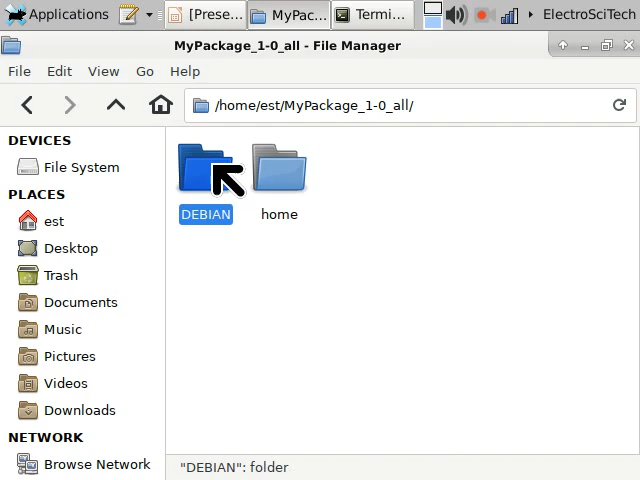 Applications [Prese... MyPac... Termi... ElectroSciTech
MyPackage_1-0_all - File Manager
File Edit View Go Help
/home/est/MyPackage_1-0_all/
DEVICES
File System
PLACES
est
Desktop
Trash
Documents
Music
Pictures
Videos
Downloads
NETWORK
Browse Network
DEBIAN home
"DEBIAN": folder